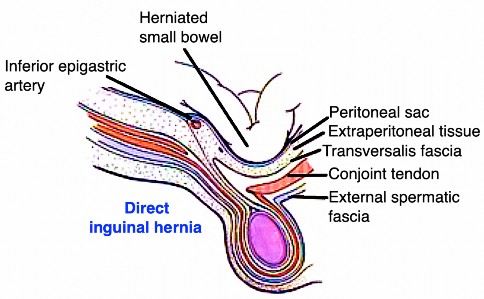 Herniated
small bowel
Inferior epigastric
artery
Peritoneal sac
Extraperitoneal tissue
Transversalis fascia
Conjoint tendon
External spermatic
fascia
Direct
inguinal hernia